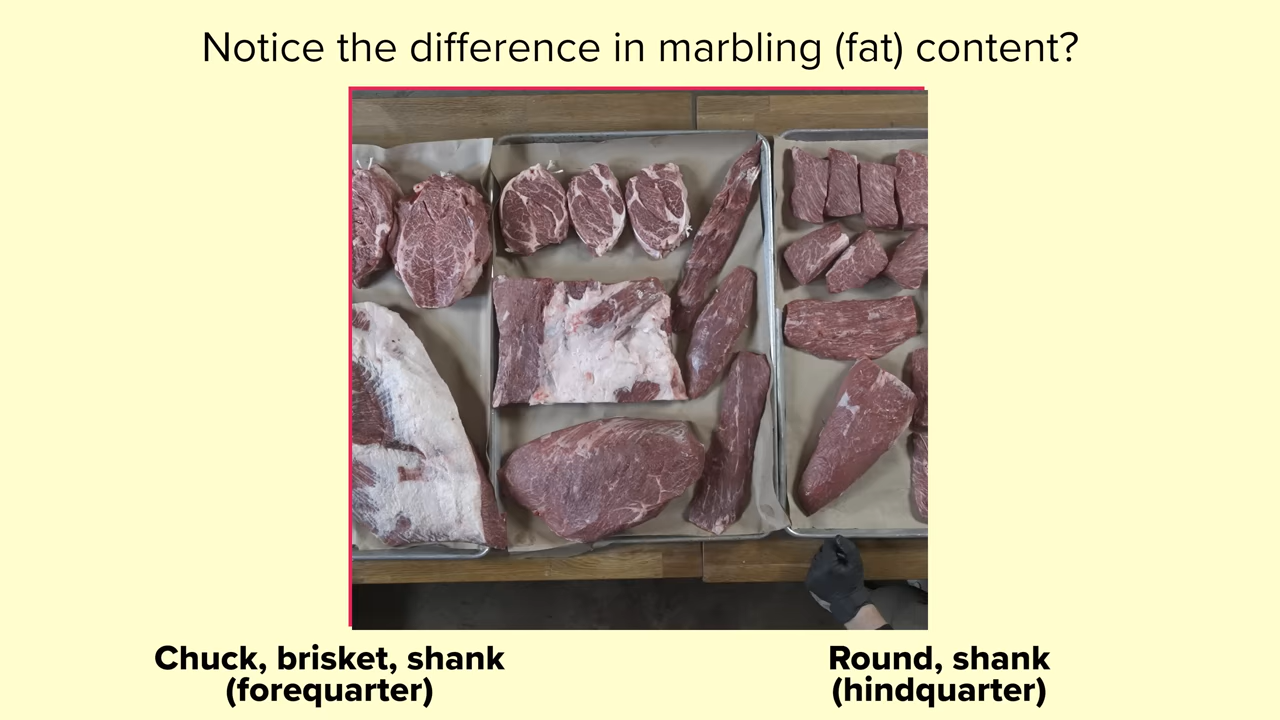 Notice the difference in marbling (fat) content?
Chuck, brisket, shank
(forequarter)
Round, shank
(hindquarter)